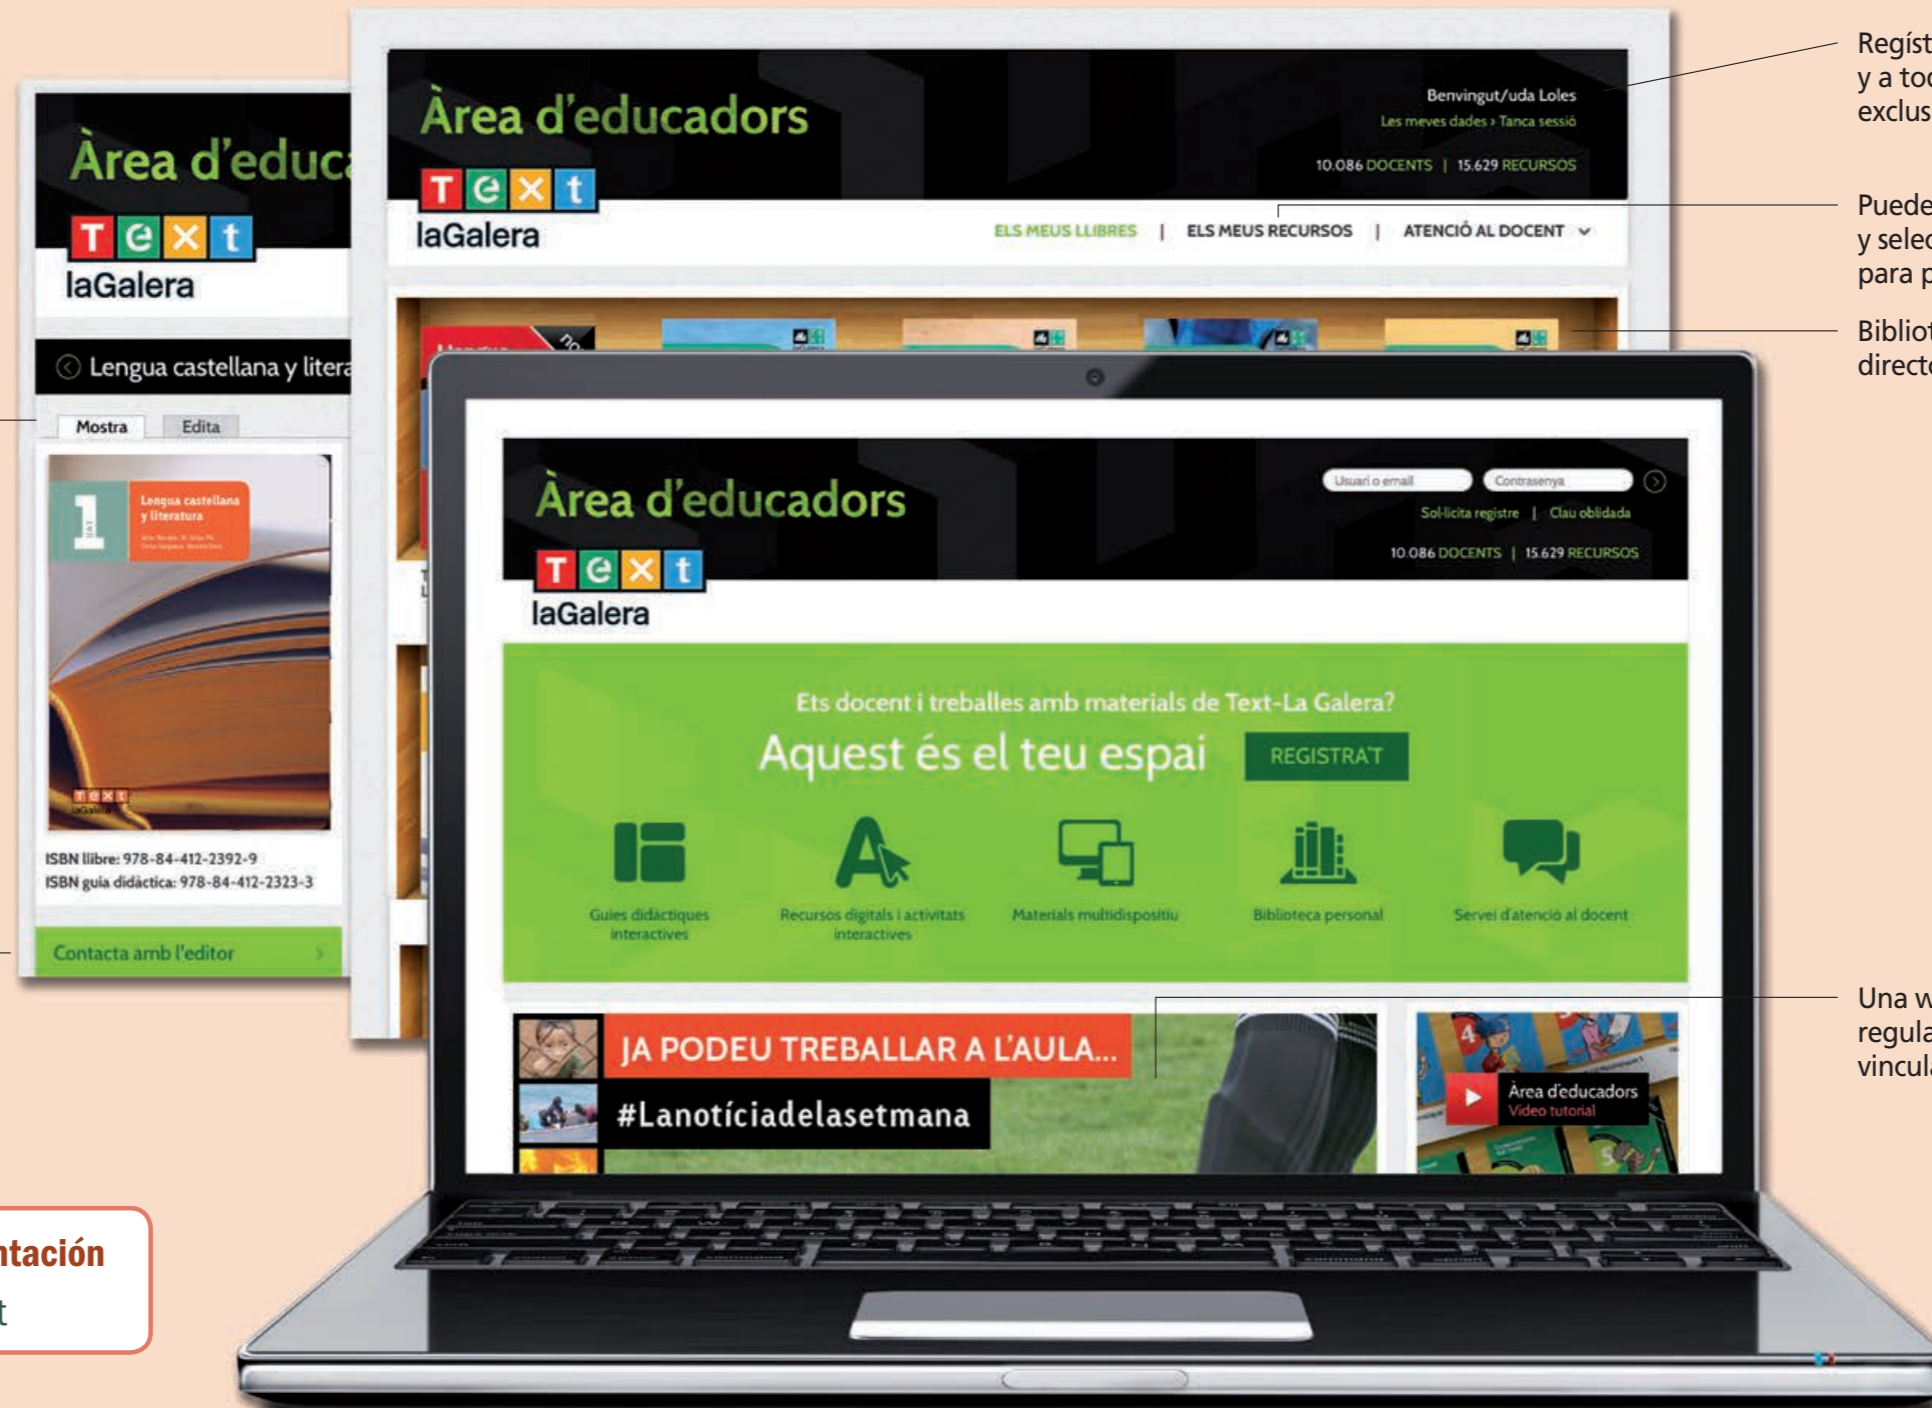 Àrea d'educ
Text
laGalera
Lengua castellana y litera
Mostra
Edita
1
BAT
Lengua castellana
y literatura
Text
laGalera
ISBN llibre: 978-84-412-2392-9
ISBN guia didàctica: 978-84-412-2323-3
Contacta amb l'editor
Àrea d'educadors
Benvingut/uda Loles
Les meves dades › Tanca sessió
10.086 DOCENTS | 15.629 RECURSOS
Text
laGalera
ELS MEUS LLIBRES | ELS MEUS RECURSOS | ATENCIÓ AL DOCENT
Àrea d'educadors
Usuari o email
Contrasenya
Sol·licita registre | Clau oblidada
10.086 DOCENTS | 15.629 RECURSOS
Text
laGalera
Ets docent i treballes amb materials de Text-La Galera?
Aquest és el teu espai
REGISTRA'T
Guies didàctiques
interactives
Recursos digitals i activitats
interactives
Materials multidispositiu
Biblioteca personal
Servei d'atenció al docent
JA PODEU TREBALLAR A L'AULA...
#Lanotíciadelasetmana
Àrea d'educadors
Video tutorial
Regíst
y a tod
exclus
Puede
y selec
para p
Bibliot
directo
Una w
regula
vincula
ntación
t